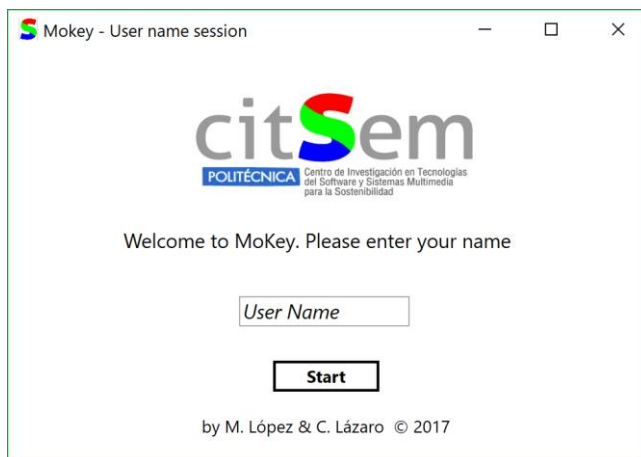 Mokey - User name session
citSem
POLITÉCNICA
Centro de Investigación en Tecnologías
del Software y Sistemas Multimedia
para la Sostenibilidad
Welcome to MoKey. Please enter your name
User Name
Start
by M. López & C. Lázaro © 2017